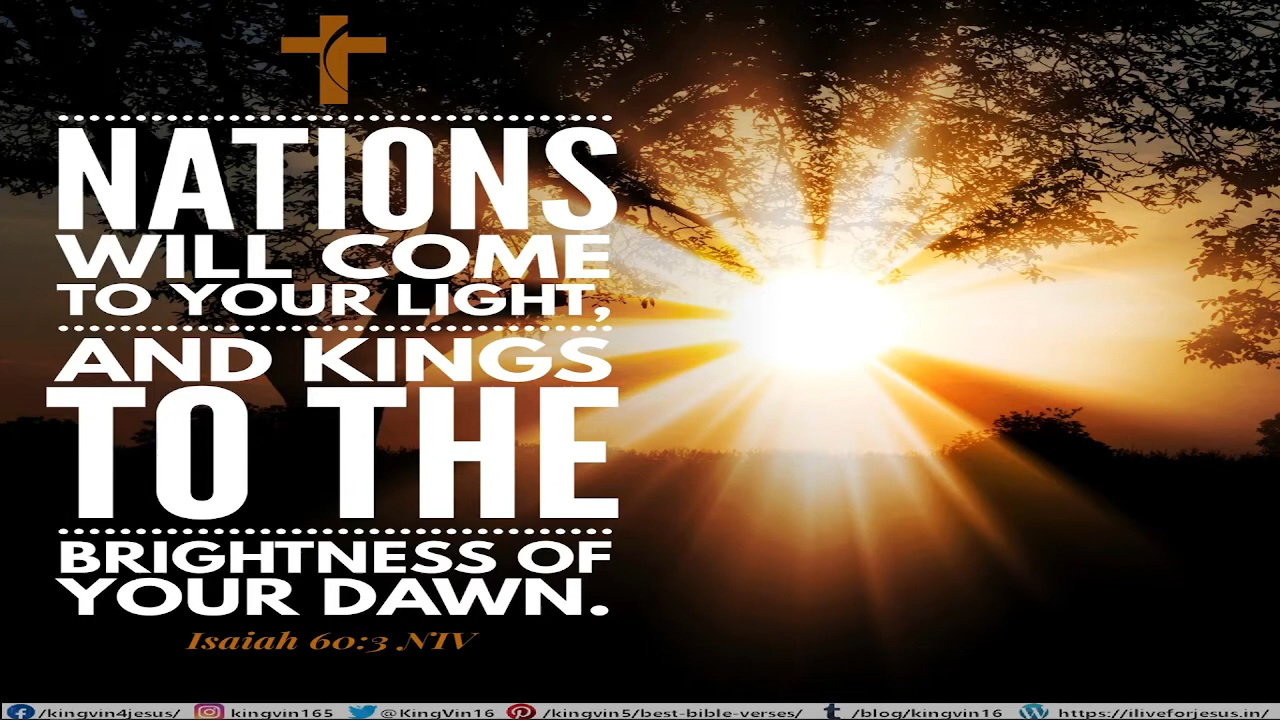 NATIONS
WILL COME
TO YOUR LIGHT,
AND KINGS
TO THE
BRIGHTNESS OF
YOUR DAWN.
Isaiah 60:3 NIV
/kingvin4jesus/ kingvin165 @KingVin16 kingvin5/best-bible-verses/ /blog/kingvin16 https://iliveforjesus.in/